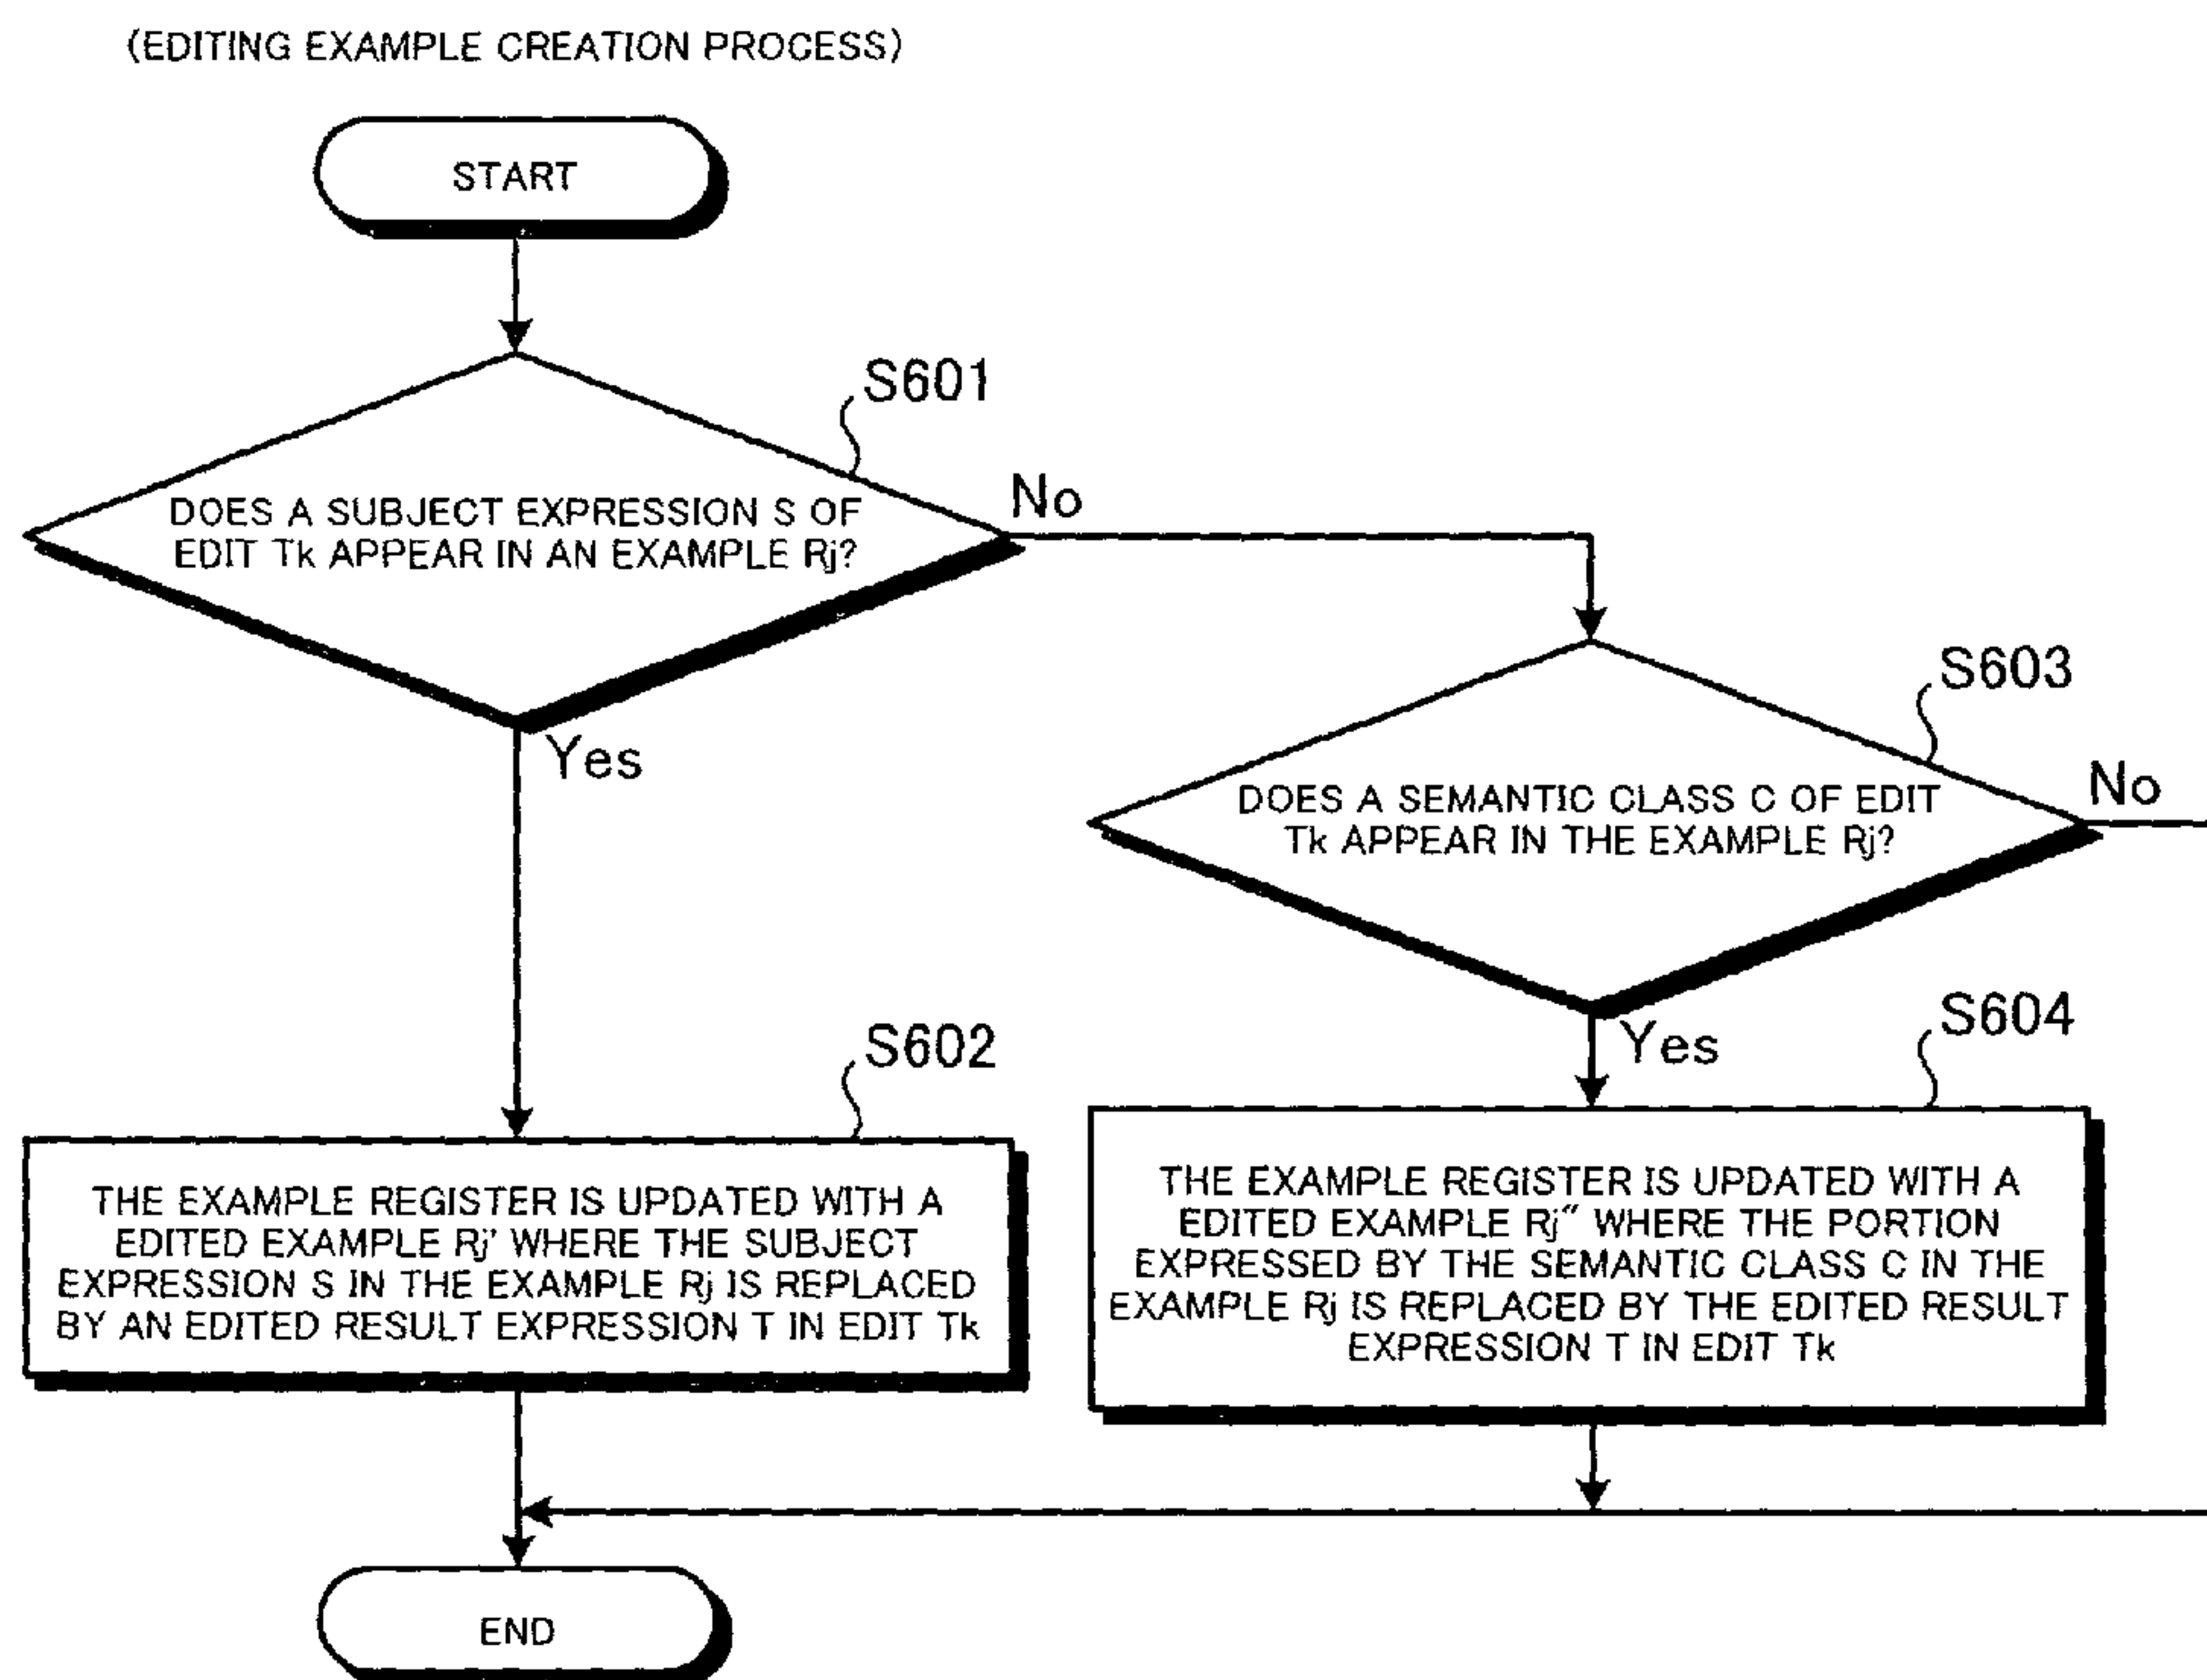 (EDITING EXAMPLE CREATION PROCESS)
START
S601
DOES A SUBJECT EXPRESSION S OF
EDIT Tk APPEAR IN AN EXAMPLE Rj?
No
Yes
S603
DOES A SEMANTIC CLASS C OF EDIT
Tk APPEAR IN THE EXAMPLE Rj?
No
Yes
S602
THE EXAMPLE REGISTER IS UPDATED WITH A
EDITED EXAMPLE Rj' WHERE THE SUBJECT
EXPRESSION S IN THE EXAMPLE Rj IS REPLACED
BY AN EDITED RESULT EXPRESSION T IN EDIT Tk
S604
THE EXAMPLE REGISTER IS UPDATED WITH A
EDITED EXAMPLE Rj″ WHERE THE PORTION
EXPRESSED BY THE SEMANTIC CLASS C IN THE
EXAMPLE Rj IS REPLACED BY THE EDITED RESULT
EXPRESSION T IN EDIT Tk
END